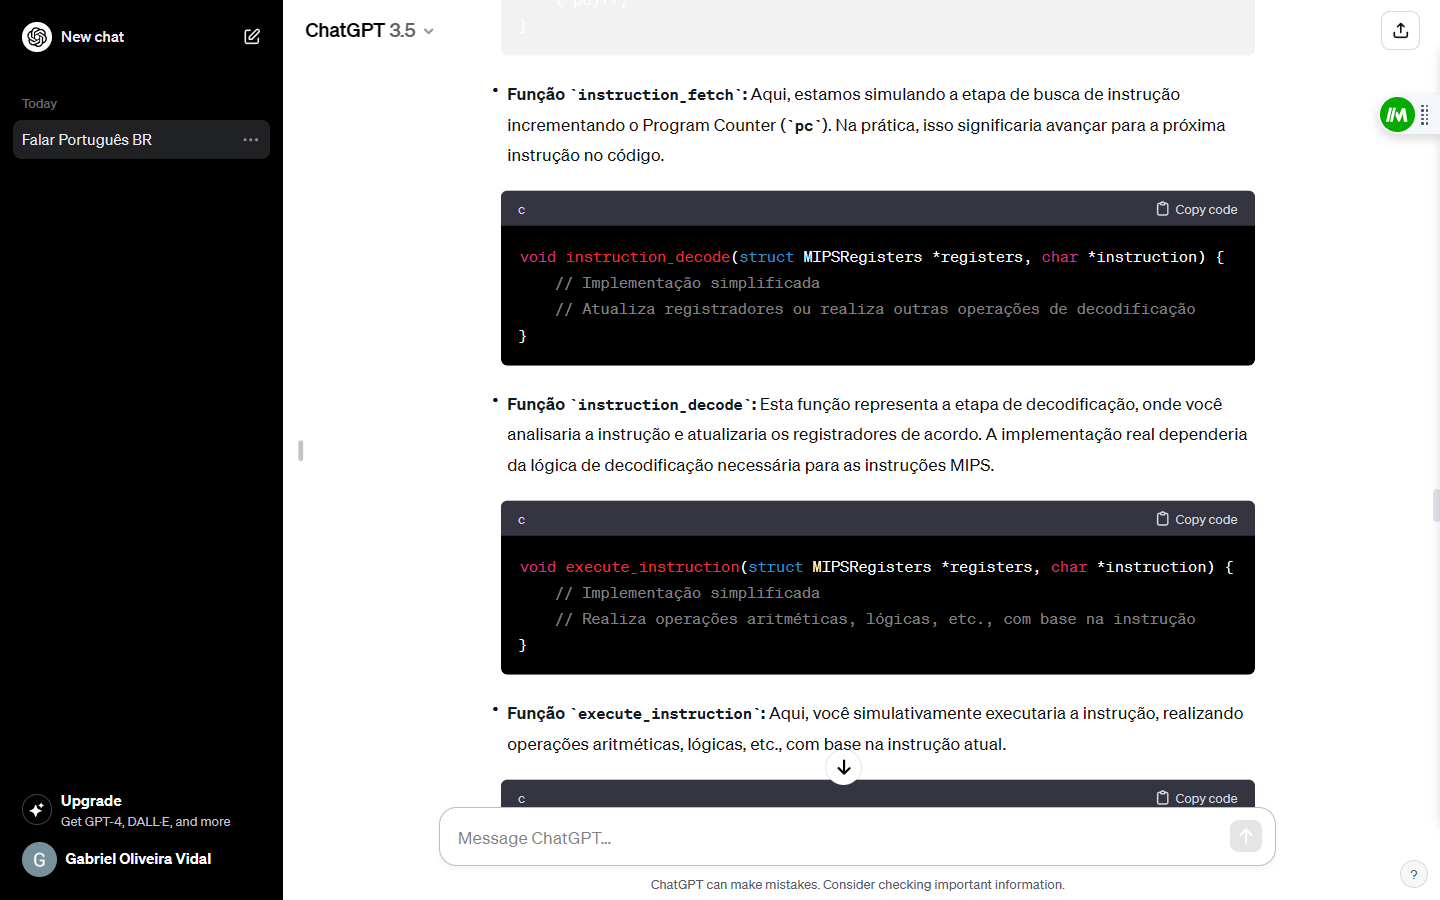 New chat
Today
Falar Português BR
Upgrade
Get GPT-4, DALL·E, and more
G
Gabriel Oliveira Vidal
ChatGPT 3.5
}
• Função `instruction_fetch`: Aqui, estamos simulando a etapa de busca de instrução
incrementando o Program Counter (`pc`). Na prática, isso significaria avançar para a próxima
instrução no código.
c
Copy code
void instruction_decode(struct MIPSRegisters *registers, char *instruction) {
// Implementação simplificada
// Atualiza registradores ou realiza outras operações de decodificação
}
• Função `instruction_decode`: Esta função representa a etapa de decodificação, onde você
analisaria a instrução e atualizaria os registradores de acordo. A implementação real dependeria
da lógica de decodificação necessária para as instruções MIPS.
c
Copy code
void execute_instruction(struct MIPSRegisters *registers, char *instruction) {
// Implementação simplificada
// Realiza operações aritméticas, lógicas, etc., com base na instrução
}
• Função `execute_instruction`: Aqui, você simulativamente executaria a instrução, realizando
operações aritméticas, lógicas, etc., com base na instrução atual.
c
Copy code
Message ChatGPT...
ChatGPT can make mistakes. Consider checking important information.
?